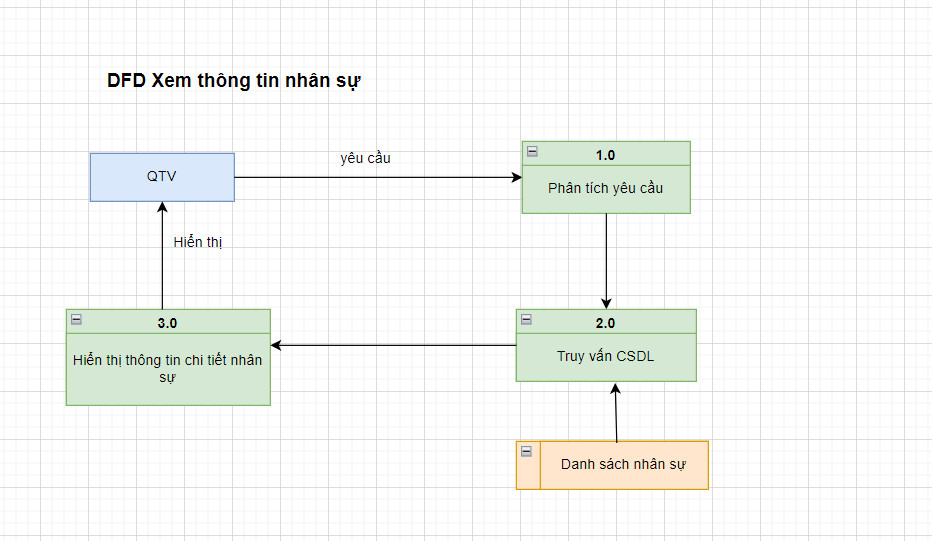 DFD Xem thông tin nhân sự
QTV
yêu cầu
1.0
Phân tích yêu cầu
Hiển thị
3.0
Hiển thị thông tin chi tiết nhân
sự
2.0
Truy vấn CSDL
Danh sách nhân sự